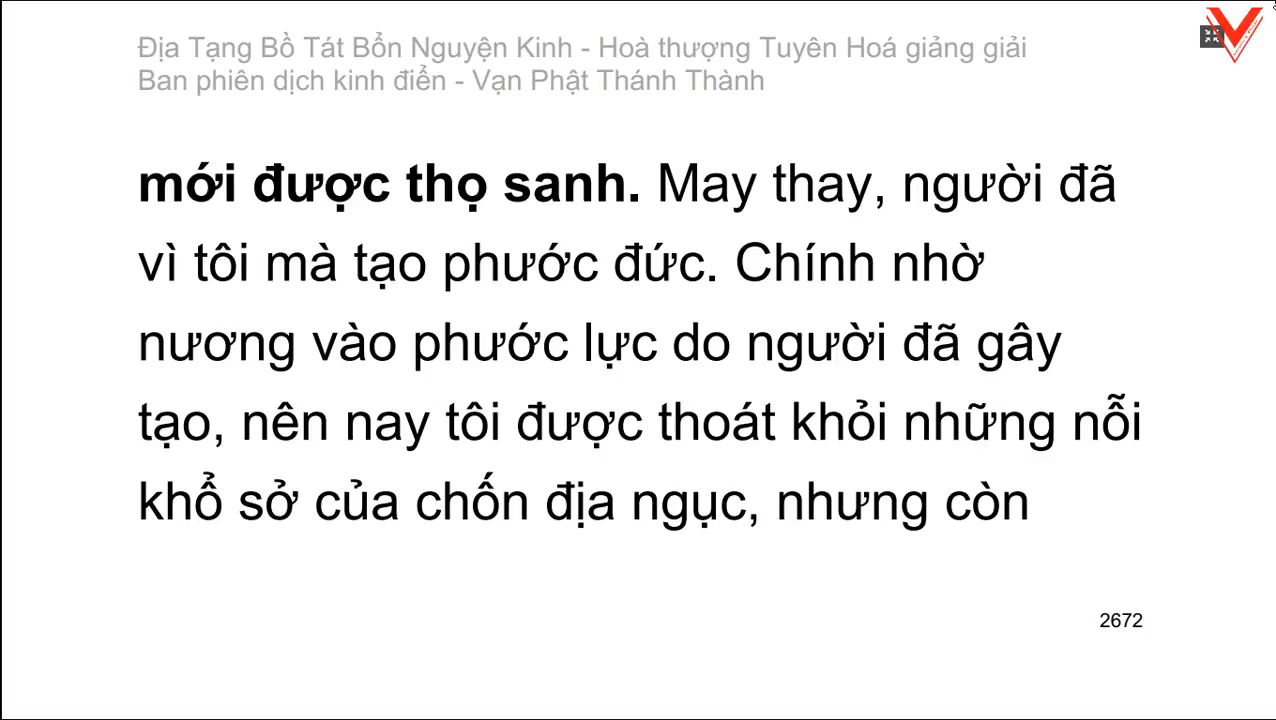 Địa Tạng Bồ Tát Bổn Nguyện Kinh - Hoà thượng Tuyên Hoá giảng giải
Ban phiên dịch kinh điển - Vạn Phật Thánh Thành
mới được thọ sanh. May thay, người đã
vì tôi mà tạo phước đức. Chính nhờ
nương vào phước lực do người đã gây
tạo, nên nay tôi được thoát khỏi những nỗi
khổ sở của chốn địa ngục, nhưng còn
2672